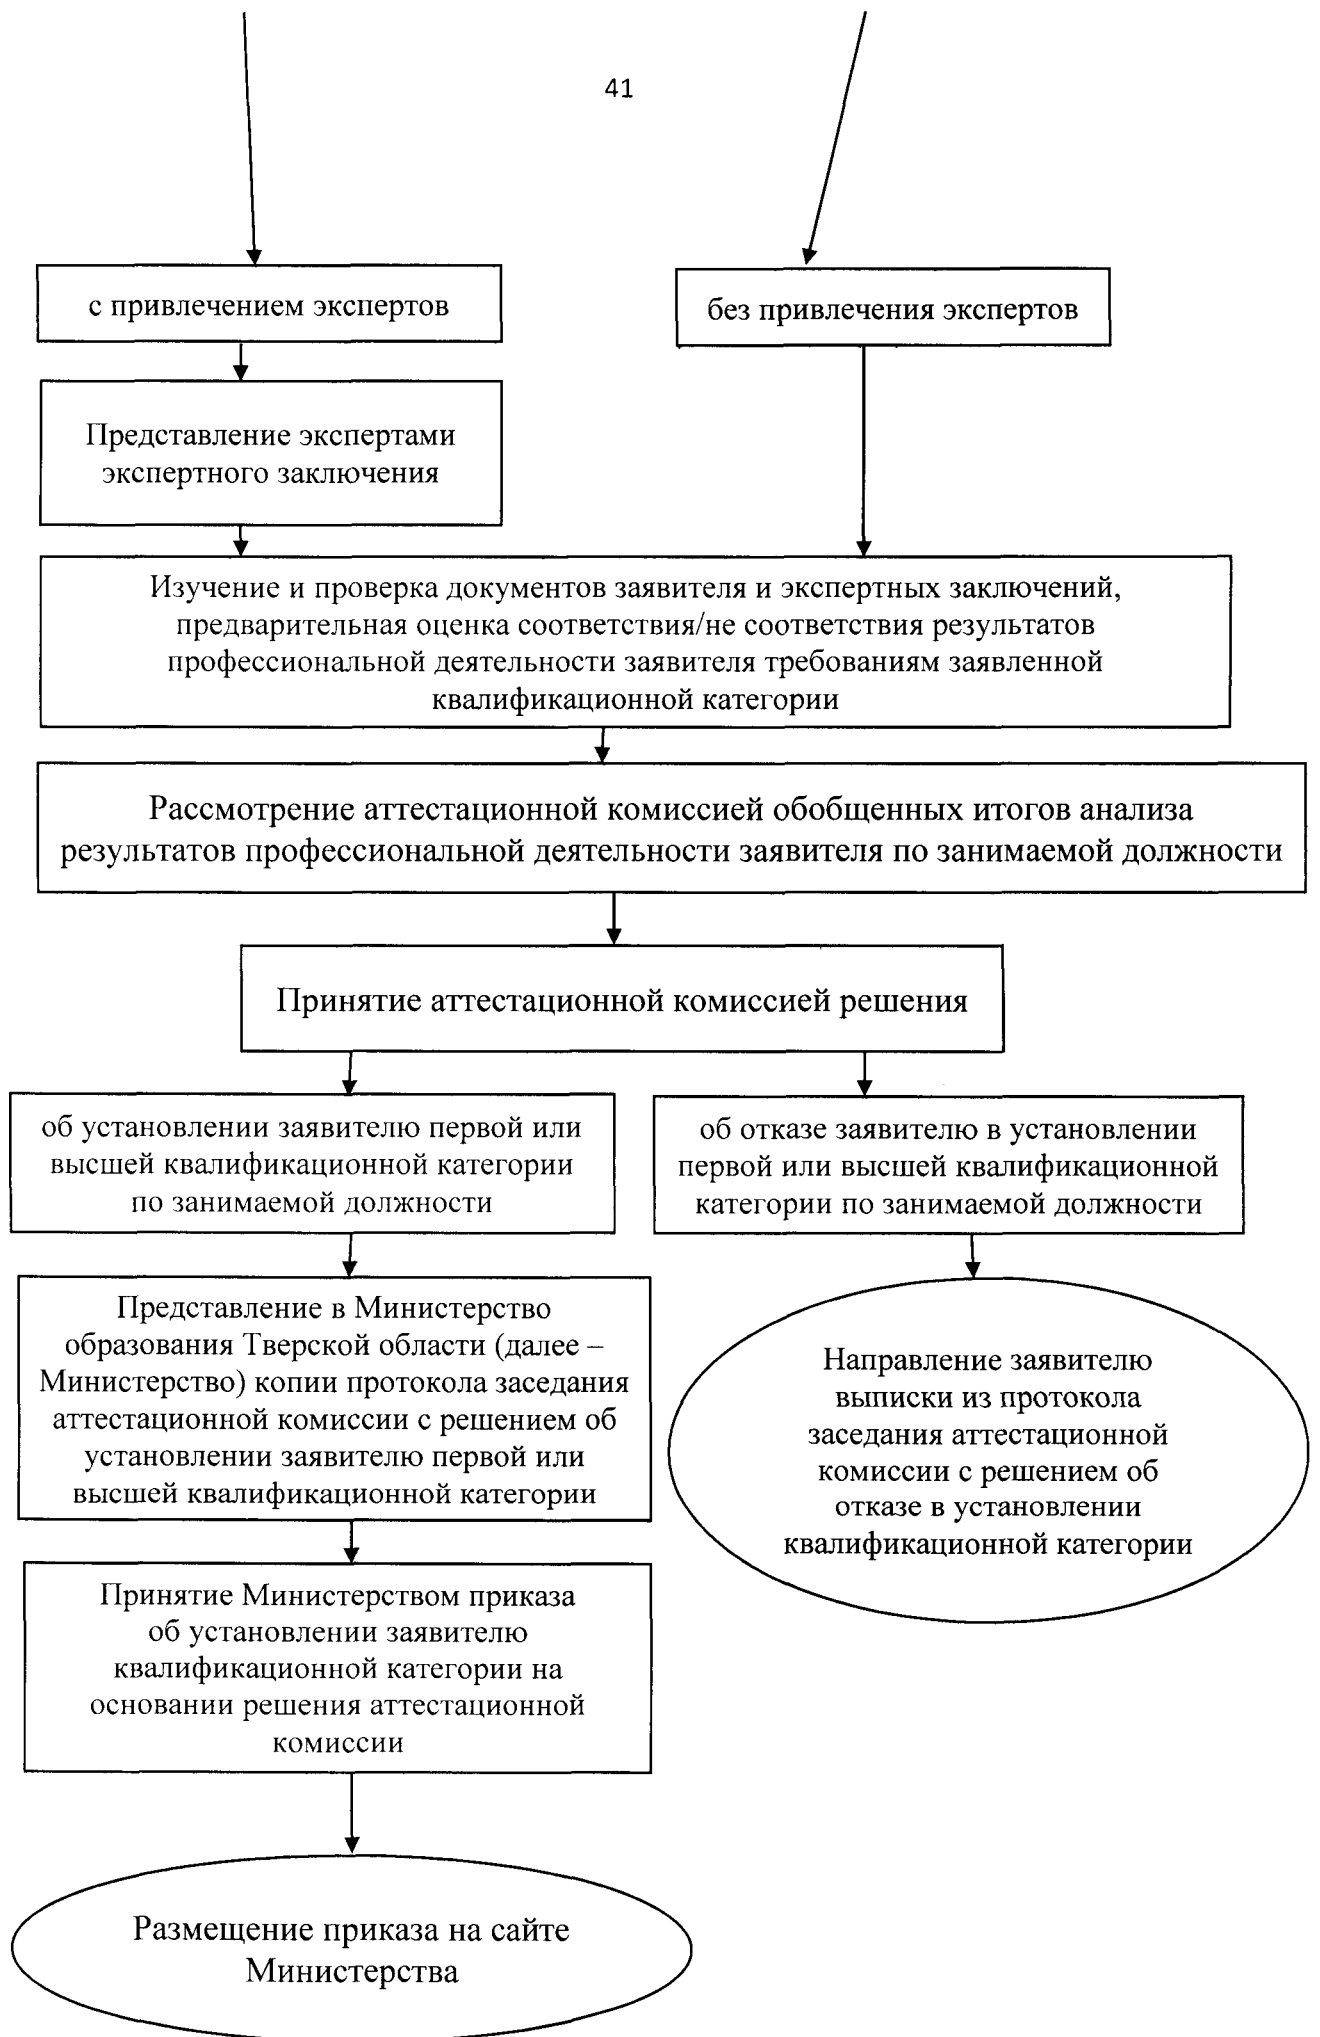 41
с привлечением экспертов
без привлечения экспертов
Представление экспертами
экспертного заключения
Изучение и проверка документов заявителя и экспертных заключений,
предварительная оценка соответствия/не соответствия результатов
профессиональной деятельности заявителя требованиям заявленной
квалификационной категории
Рассмотрение аттестационной комиссией обобщенных итогов анализа
результатов профессиональной деятельности заявителя по занимаемой должности
Принятие аттестационной комиссией решения
об установлении заявителю первой или
высшей квалификационной категории
по занимаемой должности
об отказе заявителю в установлении
первой или высшей квалификационной
категории по занимаемой должности
Представление в Министерство
образования Тверской области (далее –
Министерство) копии протокола заседания
аттестационной комиссии с решением об
установлении заявителю первой или
высшей квалификационной категории
Направление заявителю
выписки из протокола
заседания аттестационной
комиссии с решением об
отказе в установлении
квалификационной категории
Принятие Министерством приказа
об установлении заявителю
квалификационной категории на
основании решения аттестационной
комиссии
Размещение приказа на сайте
Министерства